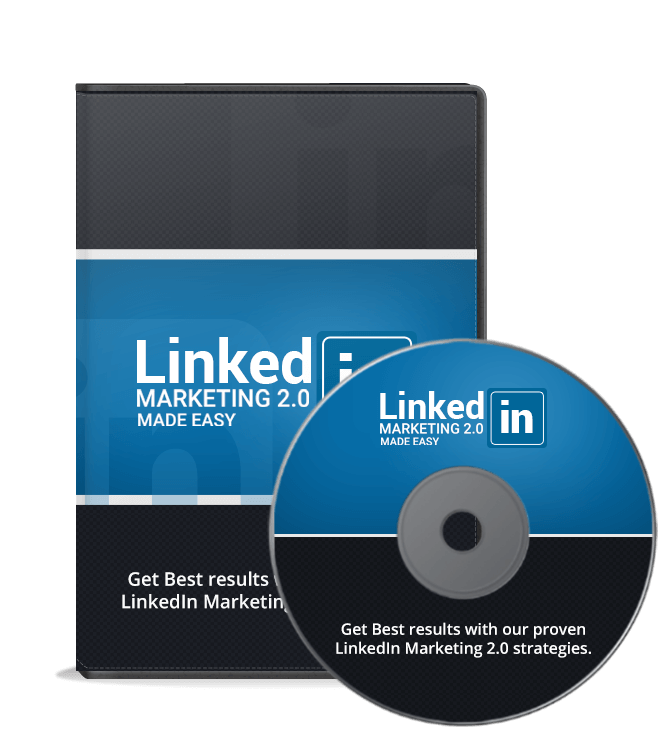 Linked
MARKETING 2.0
MADE EASY
Get Best results
LinkedIn Marketing
Linked in
MARKETING 2.0
MADE EASY
Get Best results with our proven
LinkedIn Marketing 2.0 strategies.